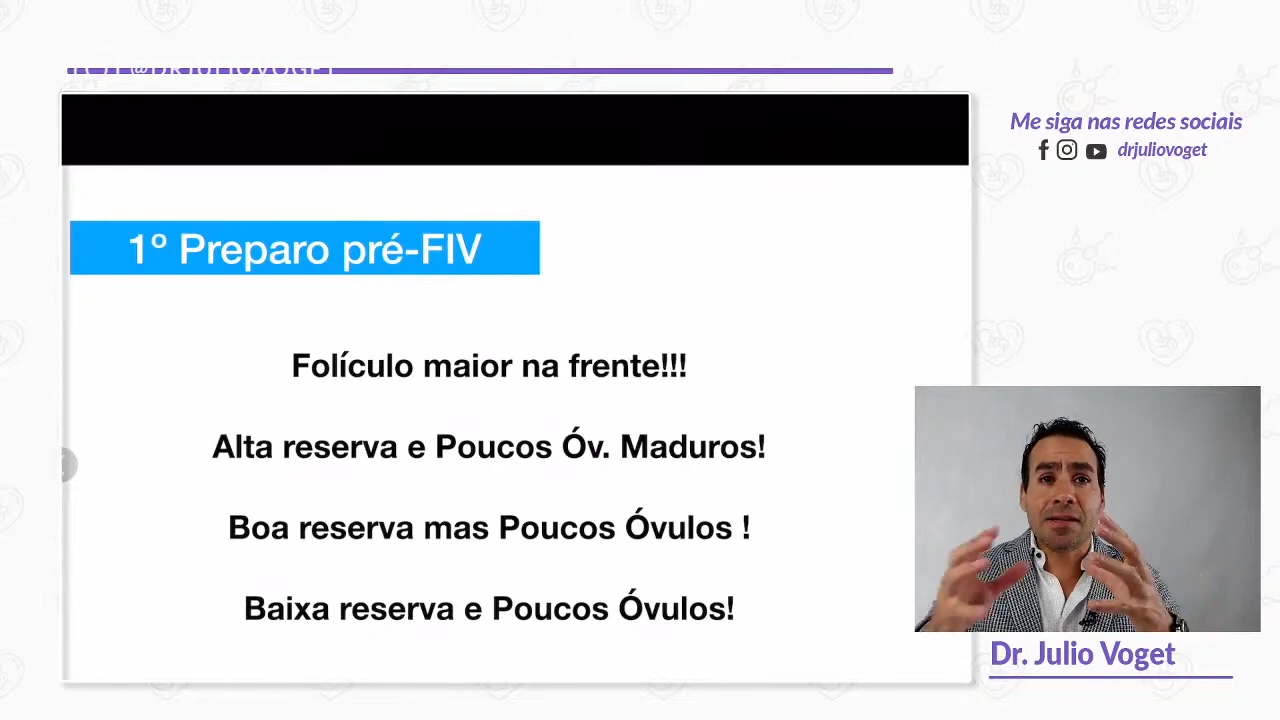 @DRJULIOVOGET
Me siga nas redes sociais
drjuliovoget
1º Preparo pré-FIV
Folículo maior na frente!!!
Alta reserva e Poucos Óv. Maduros!
Boa reserva mas Poucos Óvulos !
Baixa reserva e Poucos Óvulos!
Dr. Julio Voget